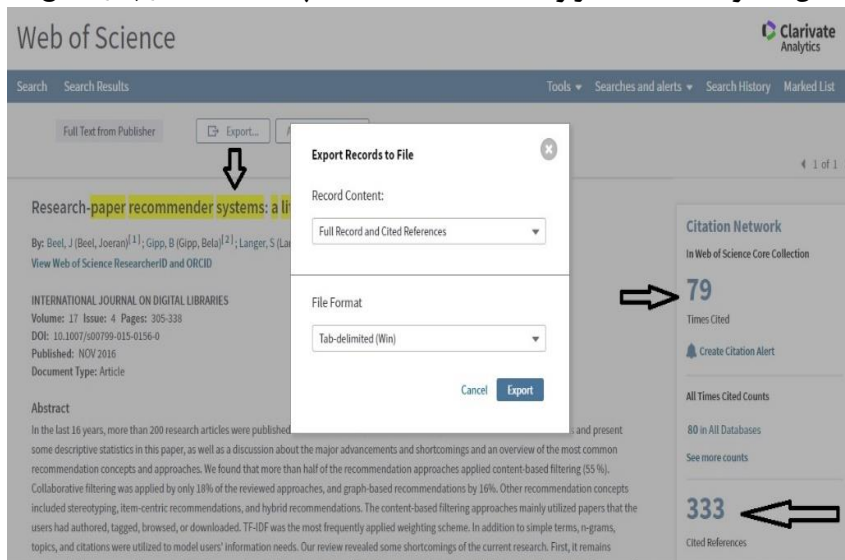 Web of Science
Clarivate
Analytics
Search Search Results Tools Searches and alerts Search History Marked List
Full Text from Publisher Export...
1 of 1
Export Records to File
Record Content:
Full Record and Cited References
File Format
Tab-delimited (Win)
Cancel Export
Research-paper recommender systems: a
By: Beel, J (Beel, Joeran)[1]; Gipp, B (Gipp, Bela)[2]; Langer, S
View Web of Science ResearcherID and ORCID
INTERNATIONAL JOURNAL ON DIGITAL LIBRARIES
Volume: 17 Issue: 4 Pages: 305-338
DOI: 10.1007/s00799-015-0156-0
Published: NOV 2016
Document Type: Article
Abstract
In the last 16 years, more than 200 research articles were published and present
some descriptive statistics in this paper, as well as a discussion about the major advancements and shortcomings and an overview of the most common
recommendation concepts and approaches. We found that more than half of the recommendation approaches applied content-based filtering (55 %).
Collaborative filtering was applied by only 18% of the reviewed approaches, and graph-based recommendations by 16%. Other recommendation concepts
included stereotyping, item-centric recommendations, and hybrid recommendations. The content-based filtering approaches mainly utilized papers that the
users had authored, tagged, browsed, or downloaded. TF-IDF was the most frequently applied weighting scheme. In addition to simple terms, n-grams,
topics, and citations were utilized to model users' information needs. Our review revealed some shortcomings of the current research. First, it remains
Citation Network
In Web of Science Core Collection
79
Times Cited
Create Citation Alert
All Times Cited Counts
80 in All Databases
See more counts
333
Cited References